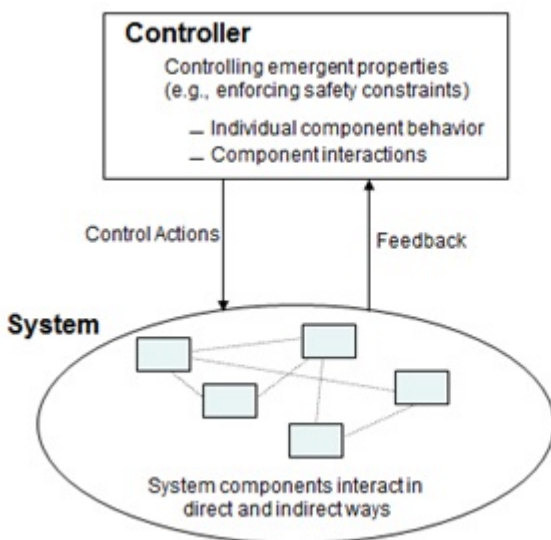 Controller
Controlling emergent properties
(e.g., enforcing safety constraints)
– Individual component behavior
– Component interactions
Control Actions
Feedback
System
System components interact in
direct and indirect ways